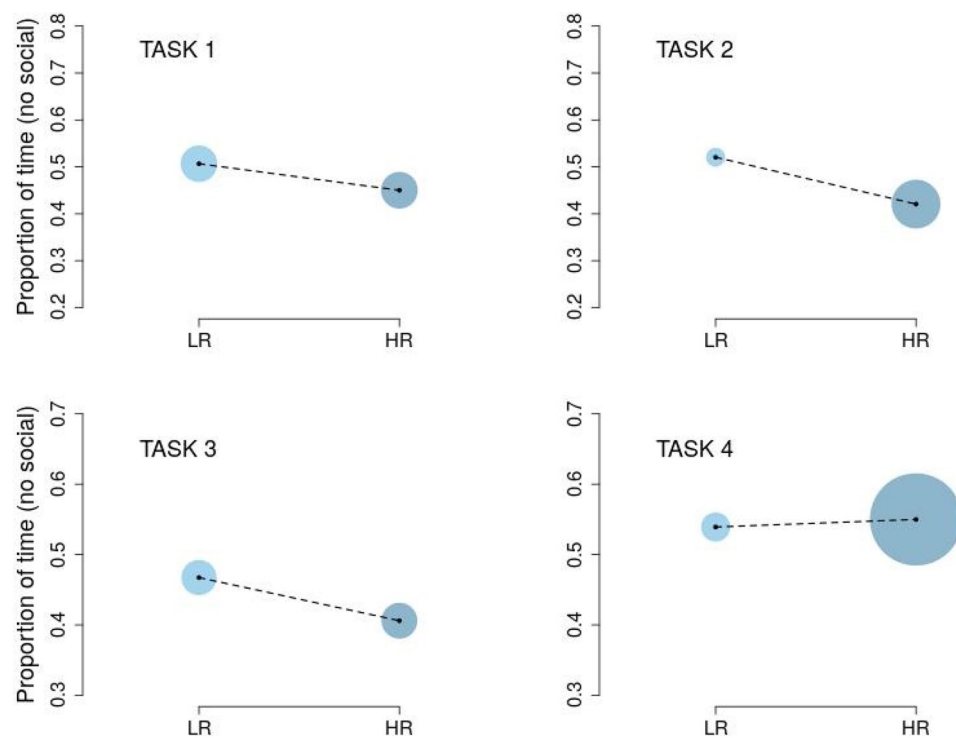 Proportion of time (no social)
0.2 0.3 0.4 0.5 0.6 0.7 0.8
TASK 1
LR HR
0.2 0.3 0.4 0.5 0.6 0.7 0.8
TASK 2
LR HR
Proportion of time (no social)
0.3 0.4 0.5 0.6 0.7
TASK 3
LR HR
0.3 0.4 0.5 0.6 0.7
TASK 4
LR HR